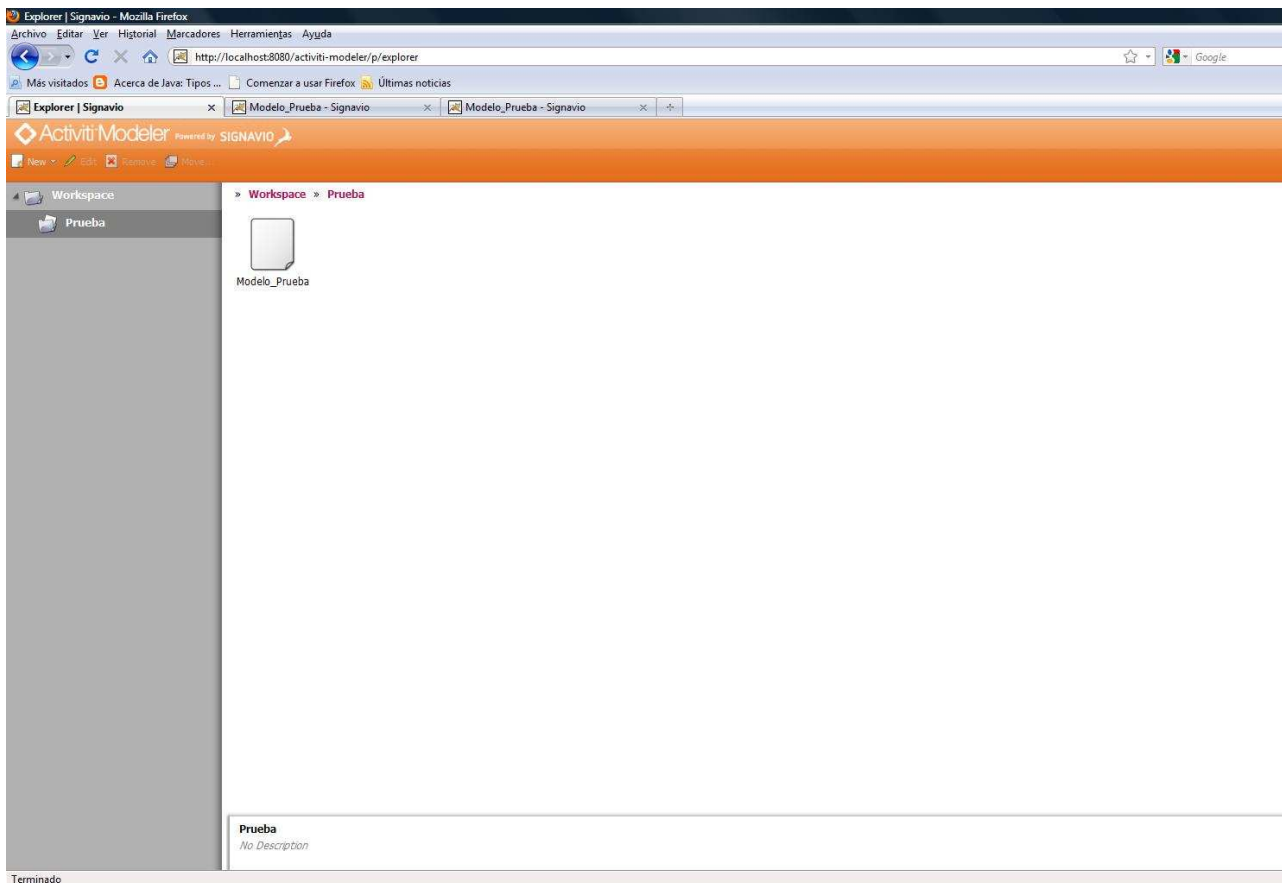 Explorer | Signavio - Mozilla Firefox
Archivo Editar Ver Historial Marcadores Herramientas Ayuda
http://localhost:8080/activiti-modeler/p/explorer
Google
Más visitados Acerca de Java: Tipos ... Comenzar a usar Firefox Últimas noticias
Explorer | Signavio Modelo_Prueba - Signavio Modelo_Prueba - Signavio
Activiti Modeler Powered by SIGNAVIO
New Edit Remove Move...
Workspace
» Workspace » Prueba
Prueba
Modelo_Prueba
Prueba
No Description
Terminado